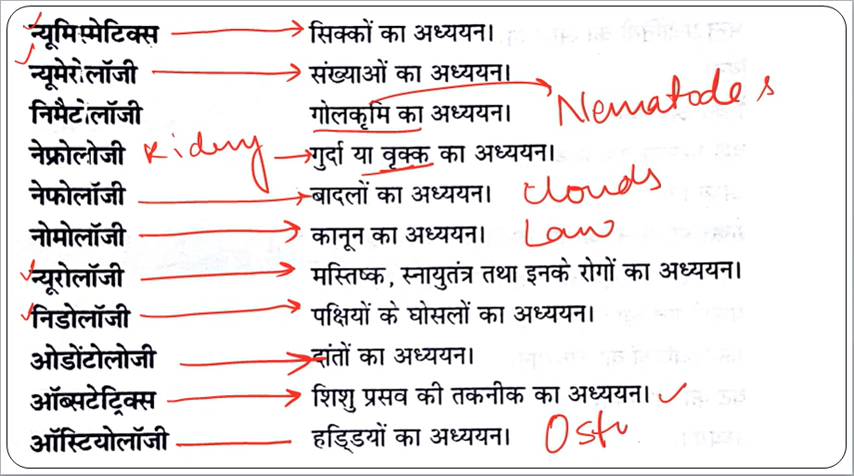 न्यूमिस्मेटिक्स → सिक्कों का अध्ययन।
न्यूमेरोलॉजी → संख्याओं का अध्ययन।
निमैटोलॉजी गोलकृमि का अध्ययन। Nematodes
नेफ्रोलोजी Kidney → गुर्दा या वृक्क का अध्ययन।
नेफोलॉजी → बादलों का अध्ययन। Clouds
नोमोलॉजी → कानून का अध्ययन। Law
न्यूरोलॉजी → मस्तिष्क, स्नायुतंत्र तथा इनके रोगों का अध्ययन।
निडोलॉजी → पक्षियों के घोसलों का अध्ययन।
ओडोंटोलोजी → दांतों का अध्ययन।
ऑब्सटेट्रिक्स → शिशु प्रसव की तकनीक का अध्ययन।
ऑस्टियोलॉजी हड्डियों का अध्ययन। Ost